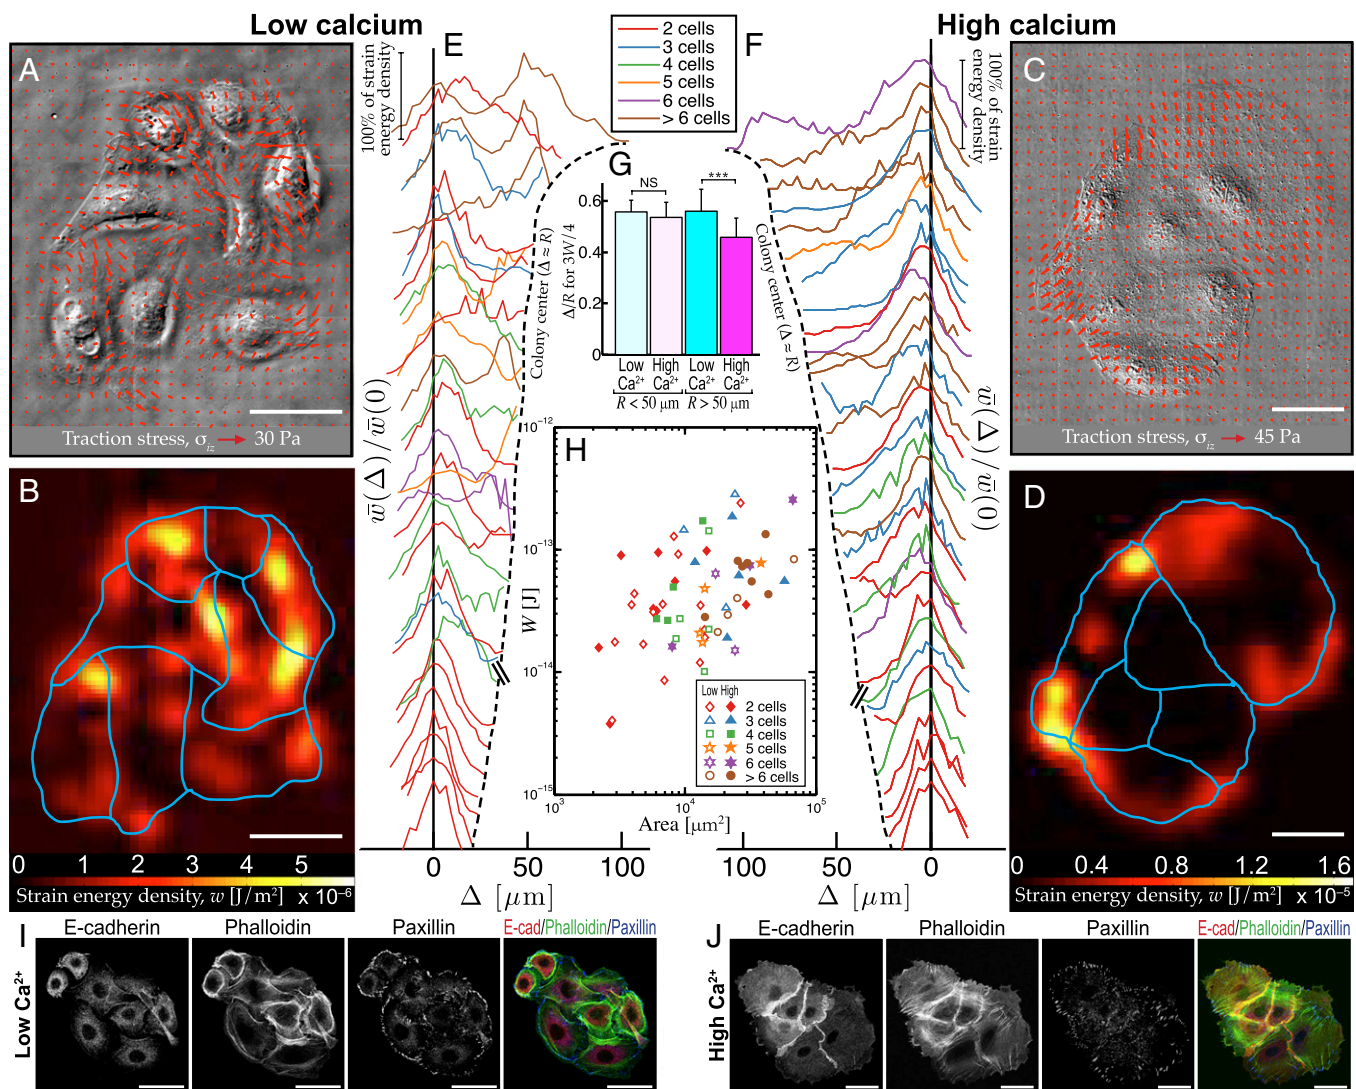 Low calcium
High calcium
A
Traction stress, σiz → 30 Pa
B
0 1 2 3 4 5
Strain energy density, w [J/m²] x 10⁻⁶
E
100% of strain
energy density
w̄(Δ)/w̄(0)
Colony center (Δ ≈ R)
0 50 100
Δ [μm]
2 cells
3 cells
4 cells
5 cells
6 cells
> 6 cells
F
100% of strain
energy density
w̄(Δ)/w̄(0)
Colony center (Δ ≈ R)
100 50 0
Δ [μm]
G
NS
***
0.6
0.4
0.2
0
Δ/R for 3W/4
Low High Low High
Ca²⁺ Ca²⁺ Ca²⁺ Ca²⁺
R < 50 μm R > 50 μm
H
10⁻¹²
10⁻¹³
10⁻¹⁴
10⁻¹⁵
W [J]
10³ 10⁴ 10⁵
Area [μm²]
Low High
2 cells
3 cells
4 cells
5 cells
6 cells
> 6 cells
C
Traction stress, σiz → 45 Pa
D
0 0.4 0.8 1.2 1.6
Strain energy density, w [J/m²] x 10⁻⁵
I
E-cadherin Phalloidin Paxillin E-cad/Phalloidin/Paxillin
Low Ca²⁺
J
E-cadherin Phalloidin Paxillin E-cad/Phalloidin/Paxillin
High Ca²⁺